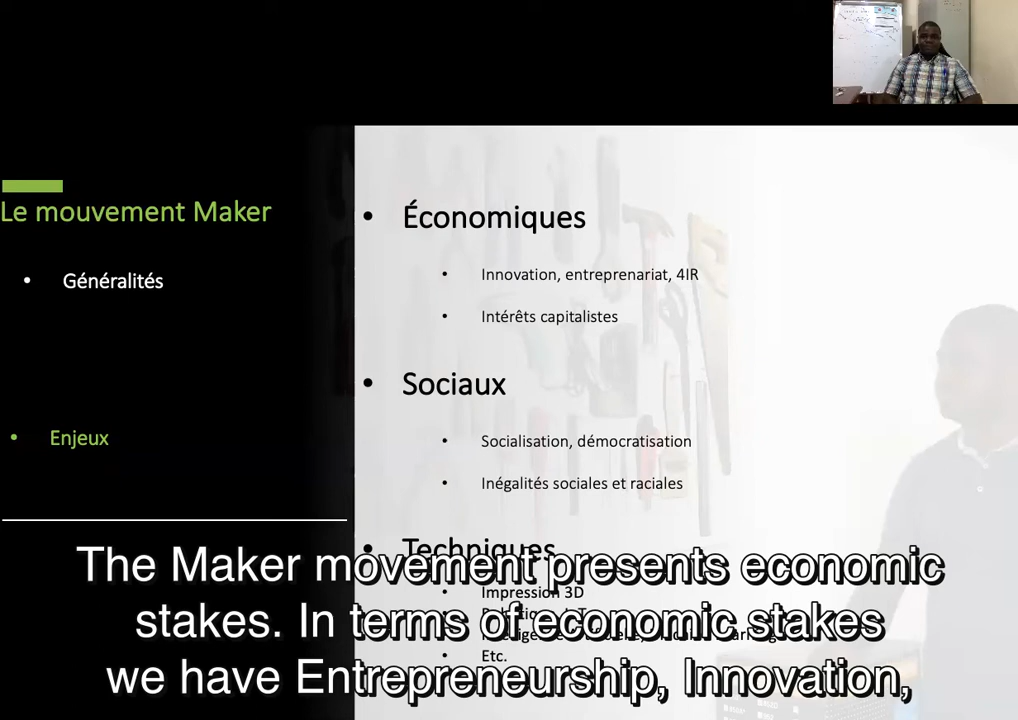 Le mouvement Maker
• Généralités
• Enjeux
• Économiques
• Innovation, entreprenariat, 4IR
• Intérêts capitalistes
• Sociaux
• Socialisation, démocratisation
• Inégalités sociales et raciales
• Techniques
• Impression 3D
• Etc.
The Maker movement presents economic
stakes. In terms of economic stakes
we have Entrepreneurship, Innovation,